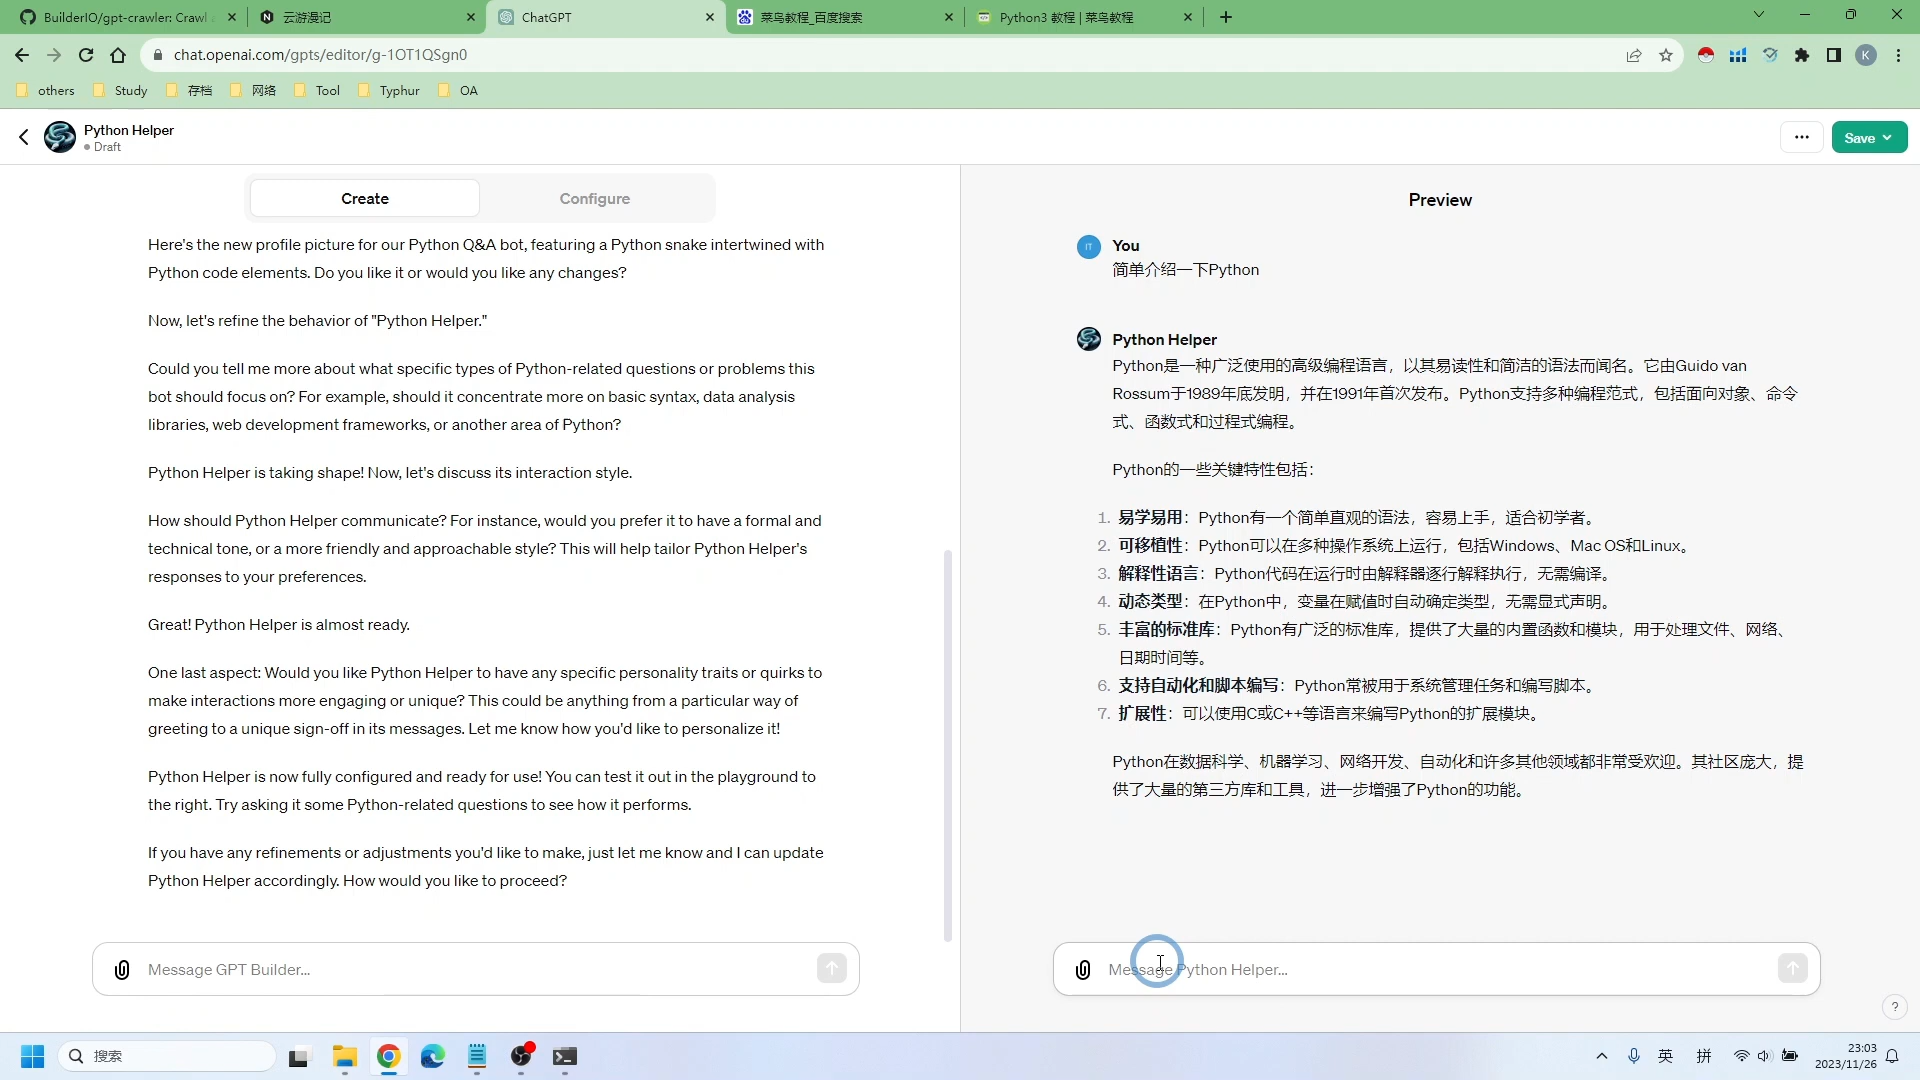 BuilderIO/gpt-crawler: Crawl
云游漫记
ChatGPT
菜鸟教程_百度搜索
Python3 教程 | 菜鸟教程
chat.openai.com/gpts/editor/g-1OT1QSgn0
K
others
Study
存档
网络
Tool
Typhur
OA
Python Helper
Draft
Save
Create
Configure
Here's the new profile picture for our Python Q&A bot, featuring a Python snake intertwined with
Python code elements. Do you like it or would you like any changes?
Now, let's refine the behavior of "Python Helper."
Could you tell me more about what specific types of Python-related questions or problems this
bot should focus on? For example, should it concentrate more on basic syntax, data analysis
libraries, web development frameworks, or another area of Python?
Python Helper is taking shape! Now, let's discuss its interaction style.
How should Python Helper communicate? For instance, would you prefer it to have a formal and
technical tone, or a more friendly and approachable style? This will help tailor Python Helper's
responses to your preferences.
Great! Python Helper is almost ready.
One last aspect: Would you like Python Helper to have any specific personality traits or quirks to
make interactions more engaging or unique? This could be anything from a particular way of
greeting to a unique sign-off in its messages. Let me know how you'd like to personalize it!
Python Helper is now fully configured and ready for use! You can test it out in the playground to
the right. Try asking it some Python-related questions to see how it performs.
If you have any refinements or adjustments you'd like to make, just let me know and I can update
Python Helper accordingly. How would you like to proceed?
Message GPT Builder...
Preview
IT
You
简单介绍一下Python
Python Helper
Python是一种广泛使用的高级编程语言，以其易读性和简洁的语法而闻名。它由Guido van
Rossum于1989年底发明，并在1991年首次发布。Python支持多种编程范式，包括面向对象、命令
式、函数式和过程式编程。
Python的一些关键特性包括：
1. 易学易用：Python有一个简单直观的语法，容易上手，适合初学者。
2. 可移植性：Python可以在多种操作系统上运行，包括Windows、Mac OS和Linux。
3. 解释性语言：Python代码在运行时由解释器逐行解释执行，无需编译。
4. 动态类型：在Python中，变量在赋值时自动确定类型，无需显式声明。
5. 丰富的标准库：Python有广泛的标准库，提供了大量的内置函数和模块，用于处理文件、网络、
日期时间等。
6. 支持自动化和脚本编写：Python常被用于系统管理任务和编写脚本。
7. 扩展性：可以使用C或C++等语言来编写Python的扩展模块。
Python在数据科学、机器学习、网络开发、自动化和许多其他领域都非常受欢迎。其社区庞大，提
供了大量的第三方库和工具，进一步增强了Python的功能。
Message Python Helper...
?
搜索
英
拼
23:03
2023/11/26